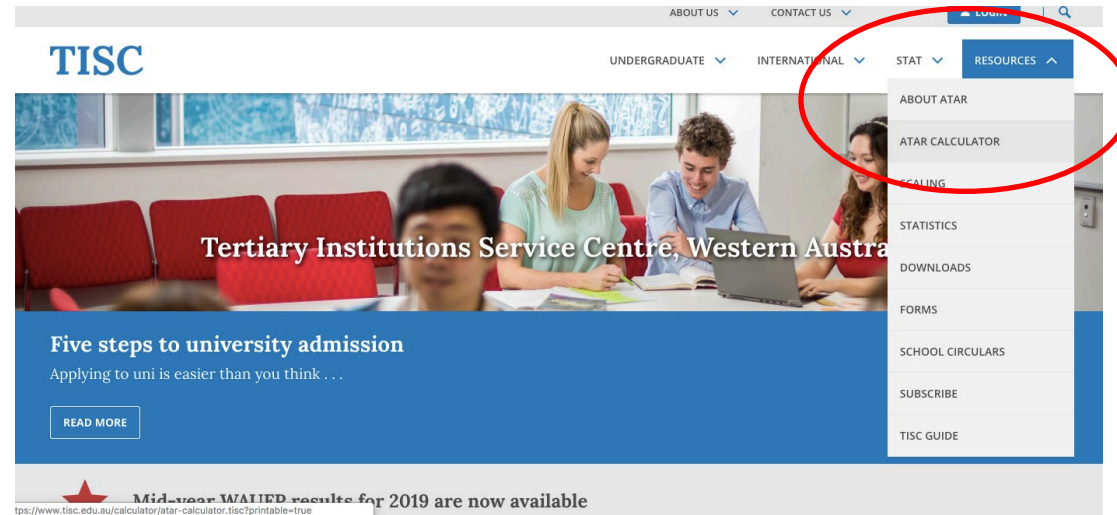 ABOUT US CONTACT US LOGIN
TISC UNDERGRADUATE INTERNATIONAL STAT RESOURCES
ABOUT ATAR
ATAR CALCULATOR
SCALING
STATISTICS
Tertiary Institutions Service Centre, Western Austra
DOWNLOADS
FORMS
Five steps to university admission
SCHOOL CIRCULARS
Applying to uni is easier than you think . . .
SUBSCRIBE
READ MORE
TISC GUIDE
Mid-year WAUFP results for 2019 are now available
tps://www.tisc.edu.au/calculator/atar-calculator.tisc?printable=true